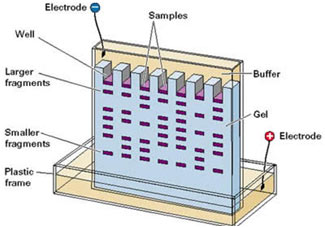 Electrode −
Samples
Well
Larger
fragments
Buffer
Gel
Smaller
fragments
+ Electrode
Plastic
frame